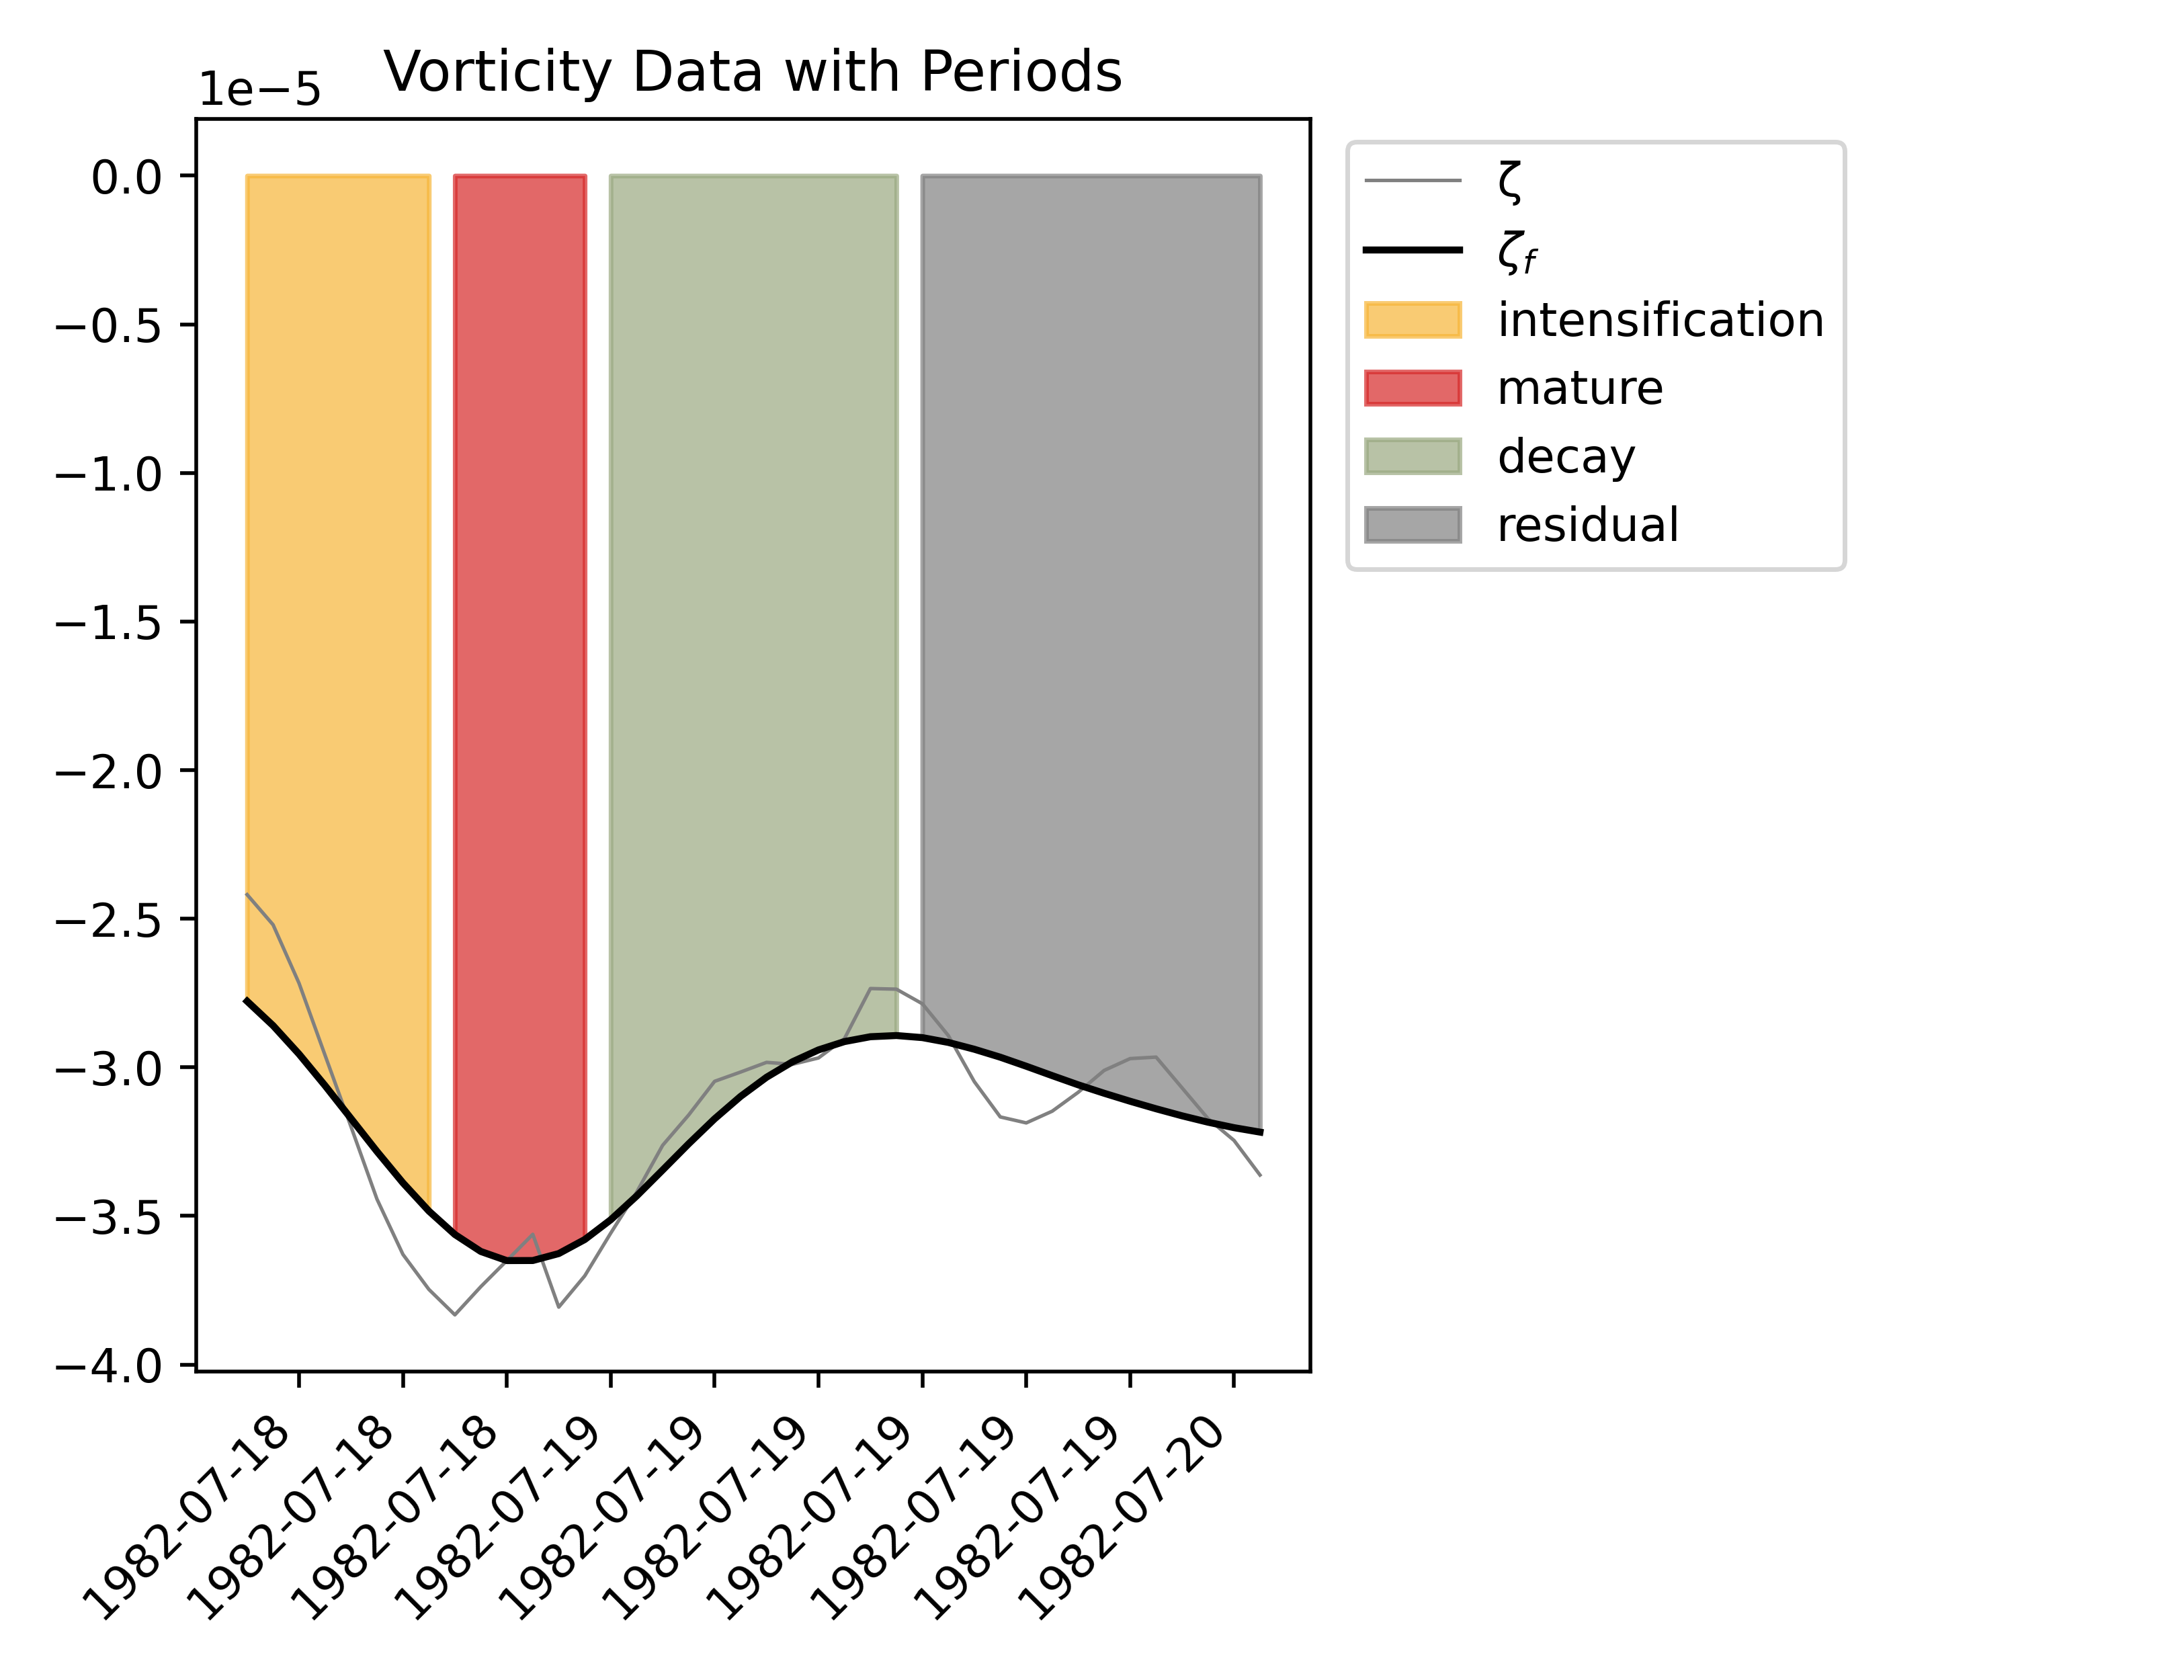 Vorticity Data with Periods
1e−5
0.0
−0.5
−1.0
−1.5
−2.0
−2.5
−3.0
−3.5
−4.0
1982-07-18
1982-07-18
1982-07-18
1982-07-19
1982-07-19
1982-07-19
1982-07-19
1982-07-19
1982-07-19
1982-07-20
ζ
ζf
intensification
mature
decay
residual